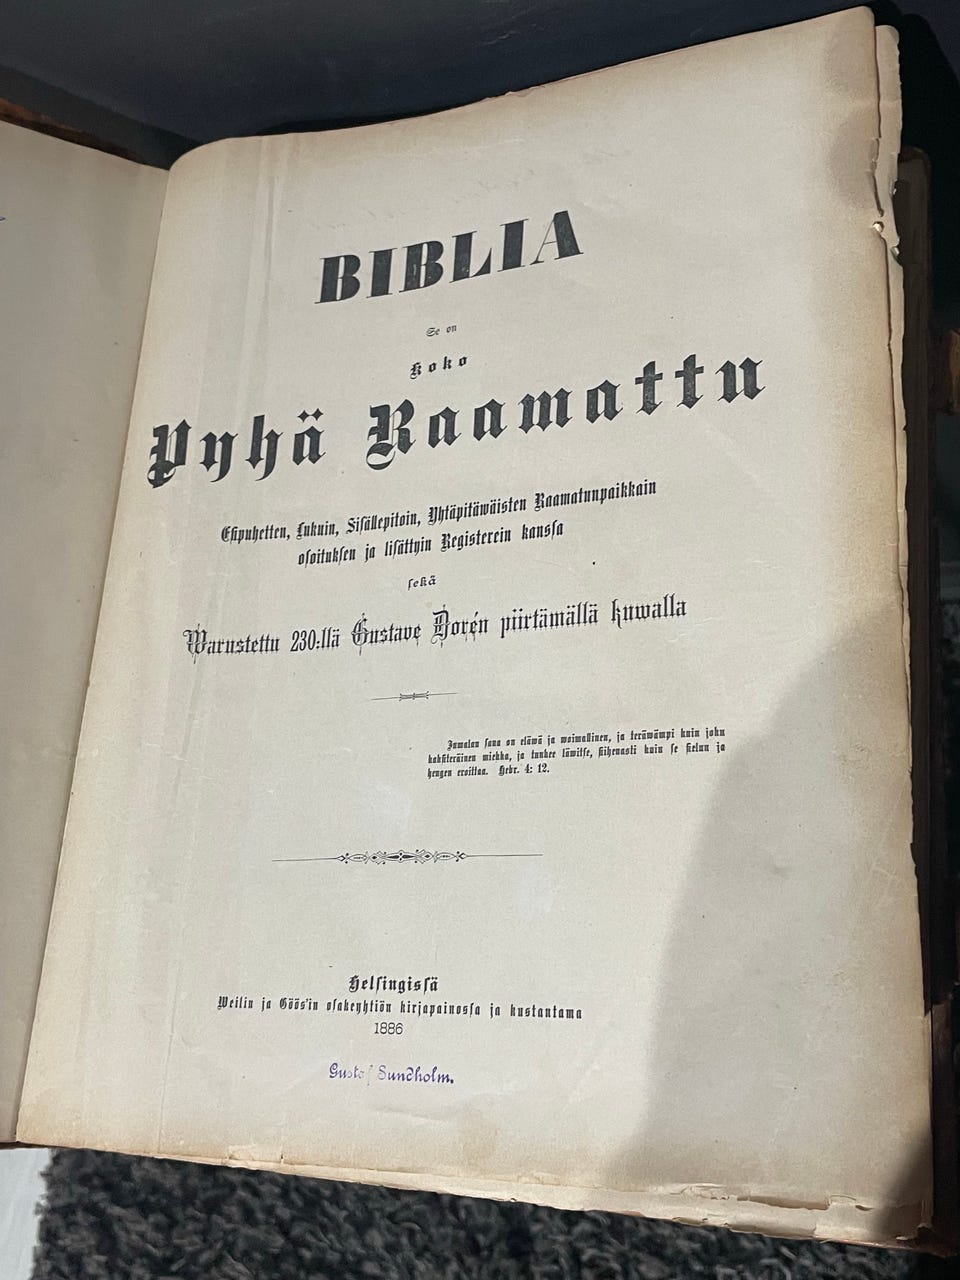 BIBLIA
Se on
Koko
Pyhä Raamattu
Esipuhetten, Lukuin, Sisällepitoin, Yhtäpitäwäisten Raamatunpaikkain
osoituksen ja lisättyin Registerein kanssa
sekä
Warustettu 230:llä Gustave Dorén piirtämällä kuwalla
Jumalan sana on eläwä ja woimallinen, ja teräwämpi kuin joku
kaksiteräinen miekka, ja tunkee läwitse, siihenasti kuin se sielun ja
hengen eroittaa. Hebr. 4: 12.
Helsingissä
Weilin ja Göös'in osakeyhtiön kirjapainossa ja kustantama
1886
Gustaf Sundholm.